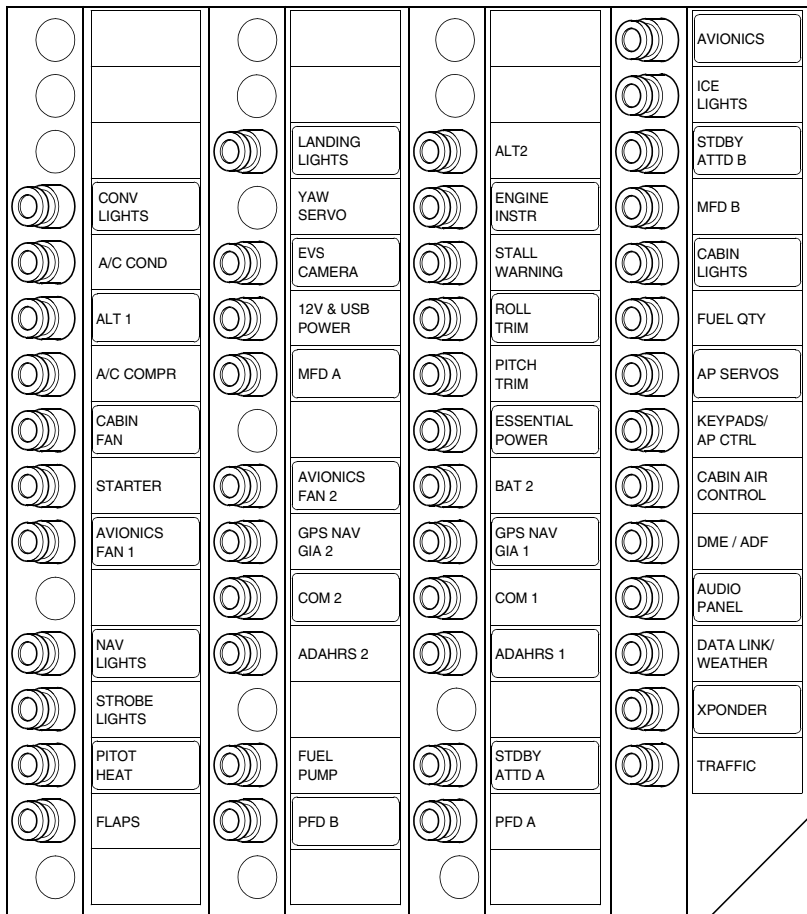 CONV
LIGHTS
A/C COND
ALT 1
A/C COMPR
CABIN
FAN
STARTER
AVIONICS
FAN 1
NAV
LIGHTS
STROBE
LIGHTS
PITOT
HEAT
FLAPS
LANDING
LIGHTS
YAW
SERVO
EVS
CAMERA
12V & USB
POWER
MFD A
AVIONICS
FAN 2
GPS NAV
GIA 2
COM 2
ADAHRS 2
FUEL
PUMP
PFD B
ALT2
ENGINE
INSTR
STALL
WARNING
ROLL
TRIM
PITCH
TRIM
ESSENTIAL
POWER
BAT 2
GPS NAV
GIA 1
COM 1
ADAHRS 1
STDBY
ATTD A
PFD A
AVIONICS
ICE
LIGHTS
STDBY
ATTD B
MFD B
CABIN
LIGHTS
FUEL QTY
AP SERVOS
KEYPADS/
AP CTRL
CABIN AIR
CONTROL
DME / ADF
AUDIO
PANEL
DATA LINK/
WEATHER
XPONDER
TRAFFIC